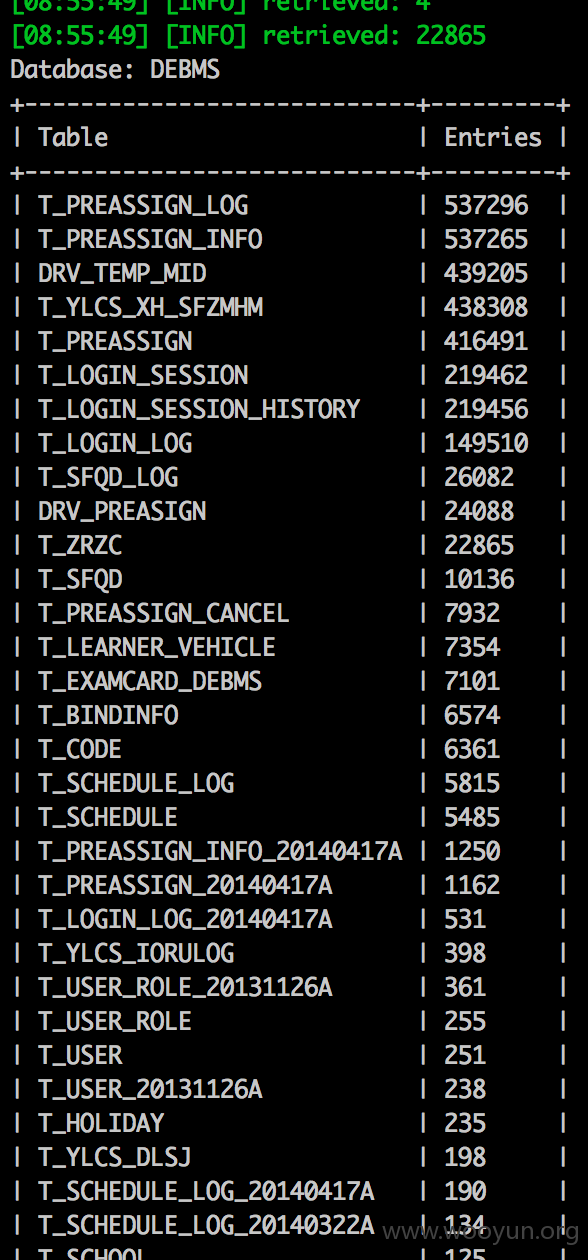 [08:55:49] [INFO] retrieved: 4
[08:55:49] [INFO] retrieved: 22865
Database: DEBMS
+----------------------------+---------+
| Table | Entries |
+----------------------------+---------+
| T_PREASSIGN_LOG | 537296 |
| T_PREASSIGN_INFO | 537265 |
| DRV_TEMP_MID | 439205 |
| T_YLCS_XH_SFZMHM | 438308 |
| T_PREASSIGN | 416491 |
| T_LOGIN_SESSION | 219462 |
| T_LOGIN_SESSION_HISTORY | 219456 |
| T_LOGIN_LOG | 149510 |
| T_SFQD_LOG | 26082 |
| DRV_PREASIGN | 24088 |
| T_ZRZC | 22865 |
| T_SFQD | 10136 |
| T_PREASSIGN_CANCEL | 7932 |
| T_LEARNER_VEHICLE | 7354 |
| T_EXAMCARD_DEBMS | 7101 |
| T_BINDINFO | 6574 |
| T_CODE | 6361 |
| T_SCHEDULE_LOG | 5815 |
| T_SCHEDULE | 5485 |
| T_PREASSIGN_INFO_20140417A | 1250 |
| T_PREASSIGN_20140417A | 1162 |
| T_LOGIN_LOG_20140417A | 531 |
| T_YLCS_IORULOG | 398 |
| T_USER_ROLE_20131126A | 361 |
| T_USER_ROLE | 255 |
| T_USER | 251 |
| T_USER_20131126A | 238 |
| T_HOLIDAY | 235 |
| T_YLCS_DLSJ | 198 |
| T_SCHEDULE_LOG_20140417A | 190 |
| T_SCHEDULE_LOG_20140322A | 134 |
www.wooyun.org
| T_SCHOOL | 125 |